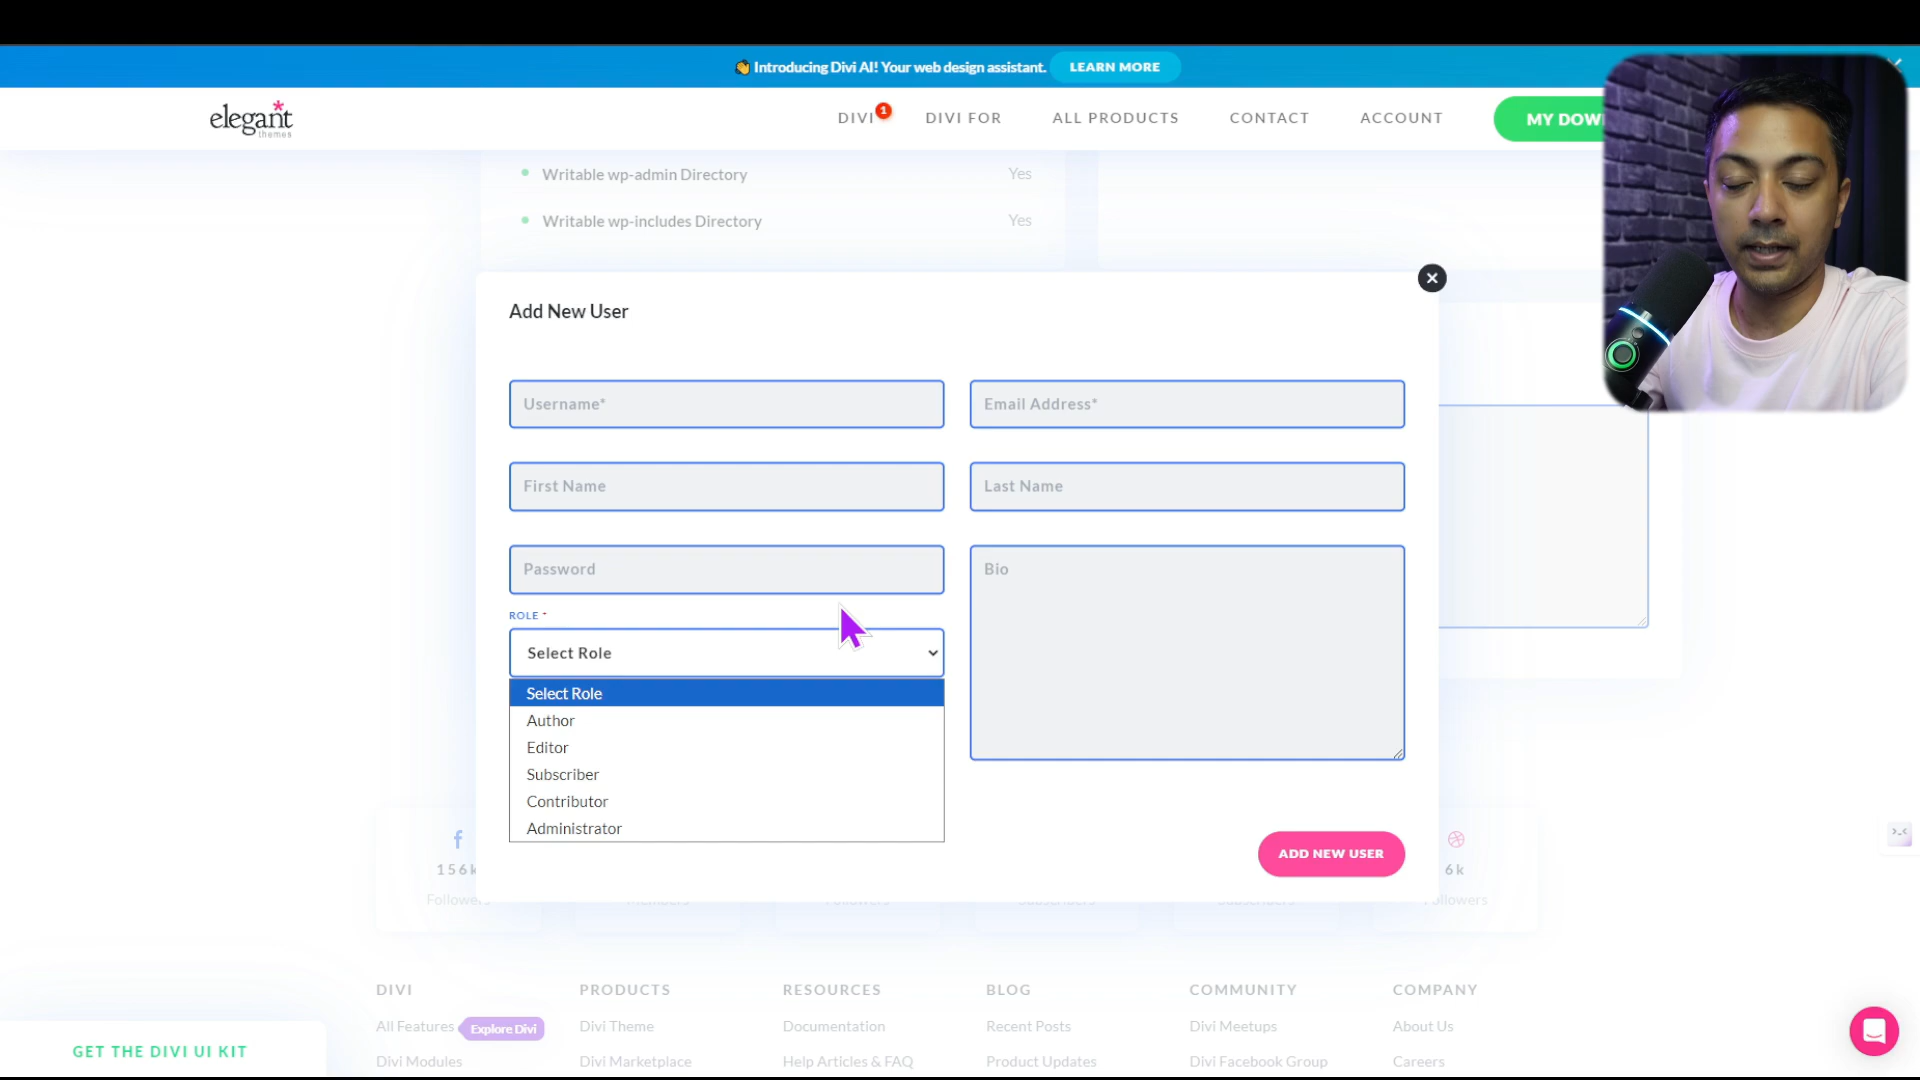 👏 Introducing Divi AI! Your web design assistant. LEARN MORE
elegant themes
DIVI 1
DIVI FOR
ALL PRODUCTS
CONTACT
ACCOUNT
MY DOW
Writable wp-admin Directory Yes
Writable wp-includes Directory Yes
Add New User
Username*
Email Address*
First Name
Last Name
Password
Bio
ROLE *
Select Role
Select Role
Author
Editor
Subscriber
Contributor
Administrator
ADD NEW USER
156k
6k
Followers
Followers
DIVI
PRODUCTS
RESOURCES
BLOG
COMMUNITY
COMPANY
All Features Explore Divi
Divi Theme
Documentation
Recent Posts
Divi Meetups
About Us
GET THE DIVI UI KIT
Divi Modules
Divi Marketplace
Help Articles & FAQ
Product Updates
Divi Facebook Group
Careers